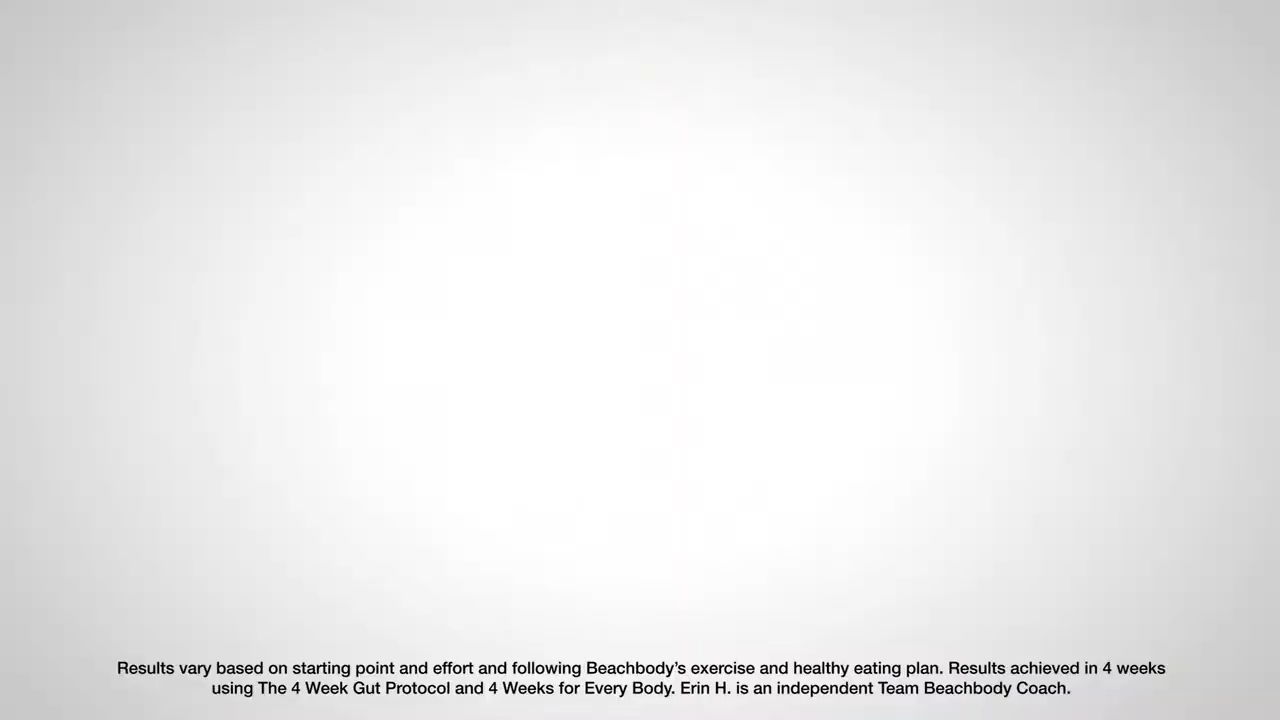 Results vary based on starting point and effort and following Beachbody’s exercise and healthy eating plan. Results achieved in 4 weeks
using The 4 Week Gut Protocol and 4 Weeks for Every Body. Erin H. is an independent Team Beachbody Coach.